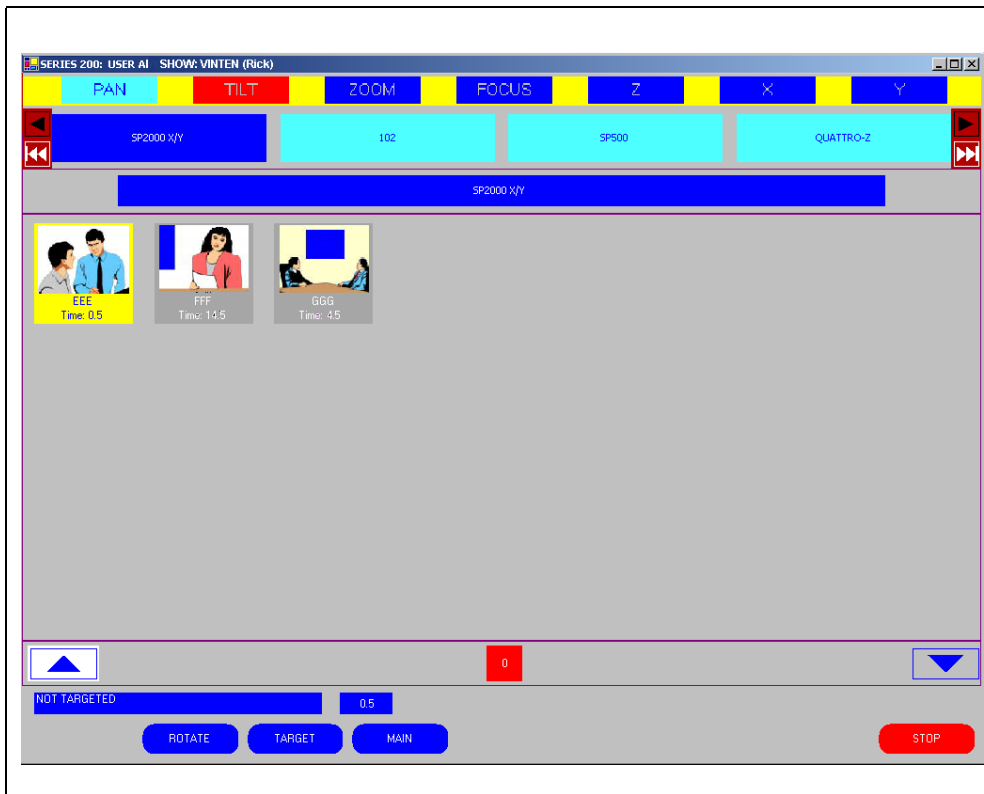 SERIES 200: USER AI SHOW: VINTEN (Rick)
PAN TILT ZOOM FOCUS Z X Y
SP2000 X/Y 102 SP500 QUATTRO-Z
SP2000 X/Y
EEE FFF GGG
Time: 0.5 Time: 14.5 Time: 4.5
0
NOT TARGETED 0.5
ROTATE TARGET MAIN STOP